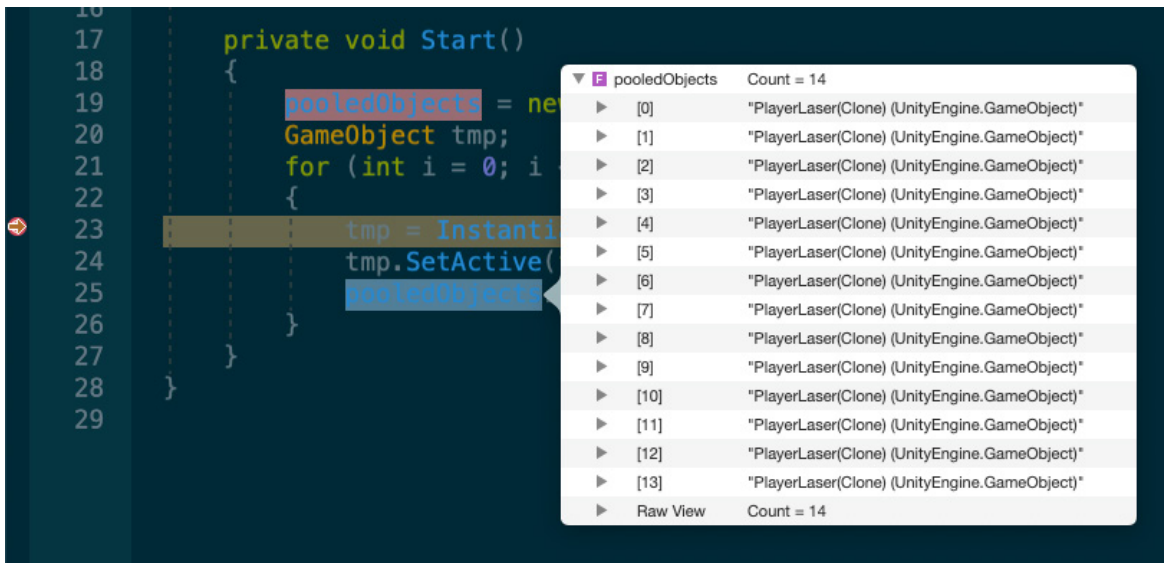 16
17 private void Start()
18 {
19 pooledObjects = new
20 GameObject tmp;
21 for (int i = 0; i
22 {
23 tmp = Instanti
24 tmp.SetActive(
25 pooledObjects.
26 }
27 }
28 }
29
pooledObjects Count = 14
[0] "PlayerLaser(Clone) (UnityEngine.GameObject)"
[1] "PlayerLaser(Clone) (UnityEngine.GameObject)"
[2] "PlayerLaser(Clone) (UnityEngine.GameObject)"
[3] "PlayerLaser(Clone) (UnityEngine.GameObject)"
[4] "PlayerLaser(Clone) (UnityEngine.GameObject)"
[5] "PlayerLaser(Clone) (UnityEngine.GameObject)"
[6] "PlayerLaser(Clone) (UnityEngine.GameObject)"
[7] "PlayerLaser(Clone) (UnityEngine.GameObject)"
[8] "PlayerLaser(Clone) (UnityEngine.GameObject)"
[9] "PlayerLaser(Clone) (UnityEngine.GameObject)"
[10] "PlayerLaser(Clone) (UnityEngine.GameObject)"
[11] "PlayerLaser(Clone) (UnityEngine.GameObject)"
[12] "PlayerLaser(Clone) (UnityEngine.GameObject)"
[13] "PlayerLaser(Clone) (UnityEngine.GameObject)"
Raw View Count = 14